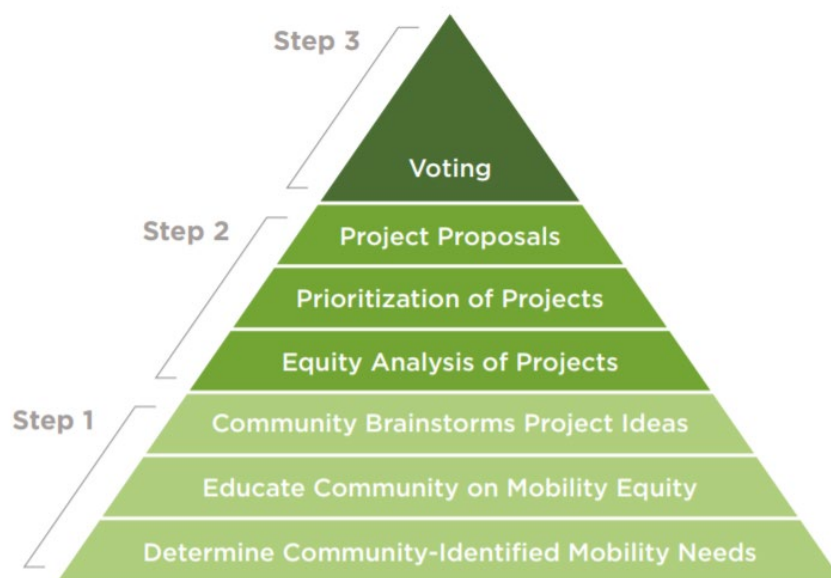 Step 3
Voting
Step 2
Project Proposals
Prioritization of Projects
Equity Analysis of Projects
Step 1
Community Brainstorms Project Ideas
Educate Community on Mobility Equity
Determine Community-Identified Mobility Needs